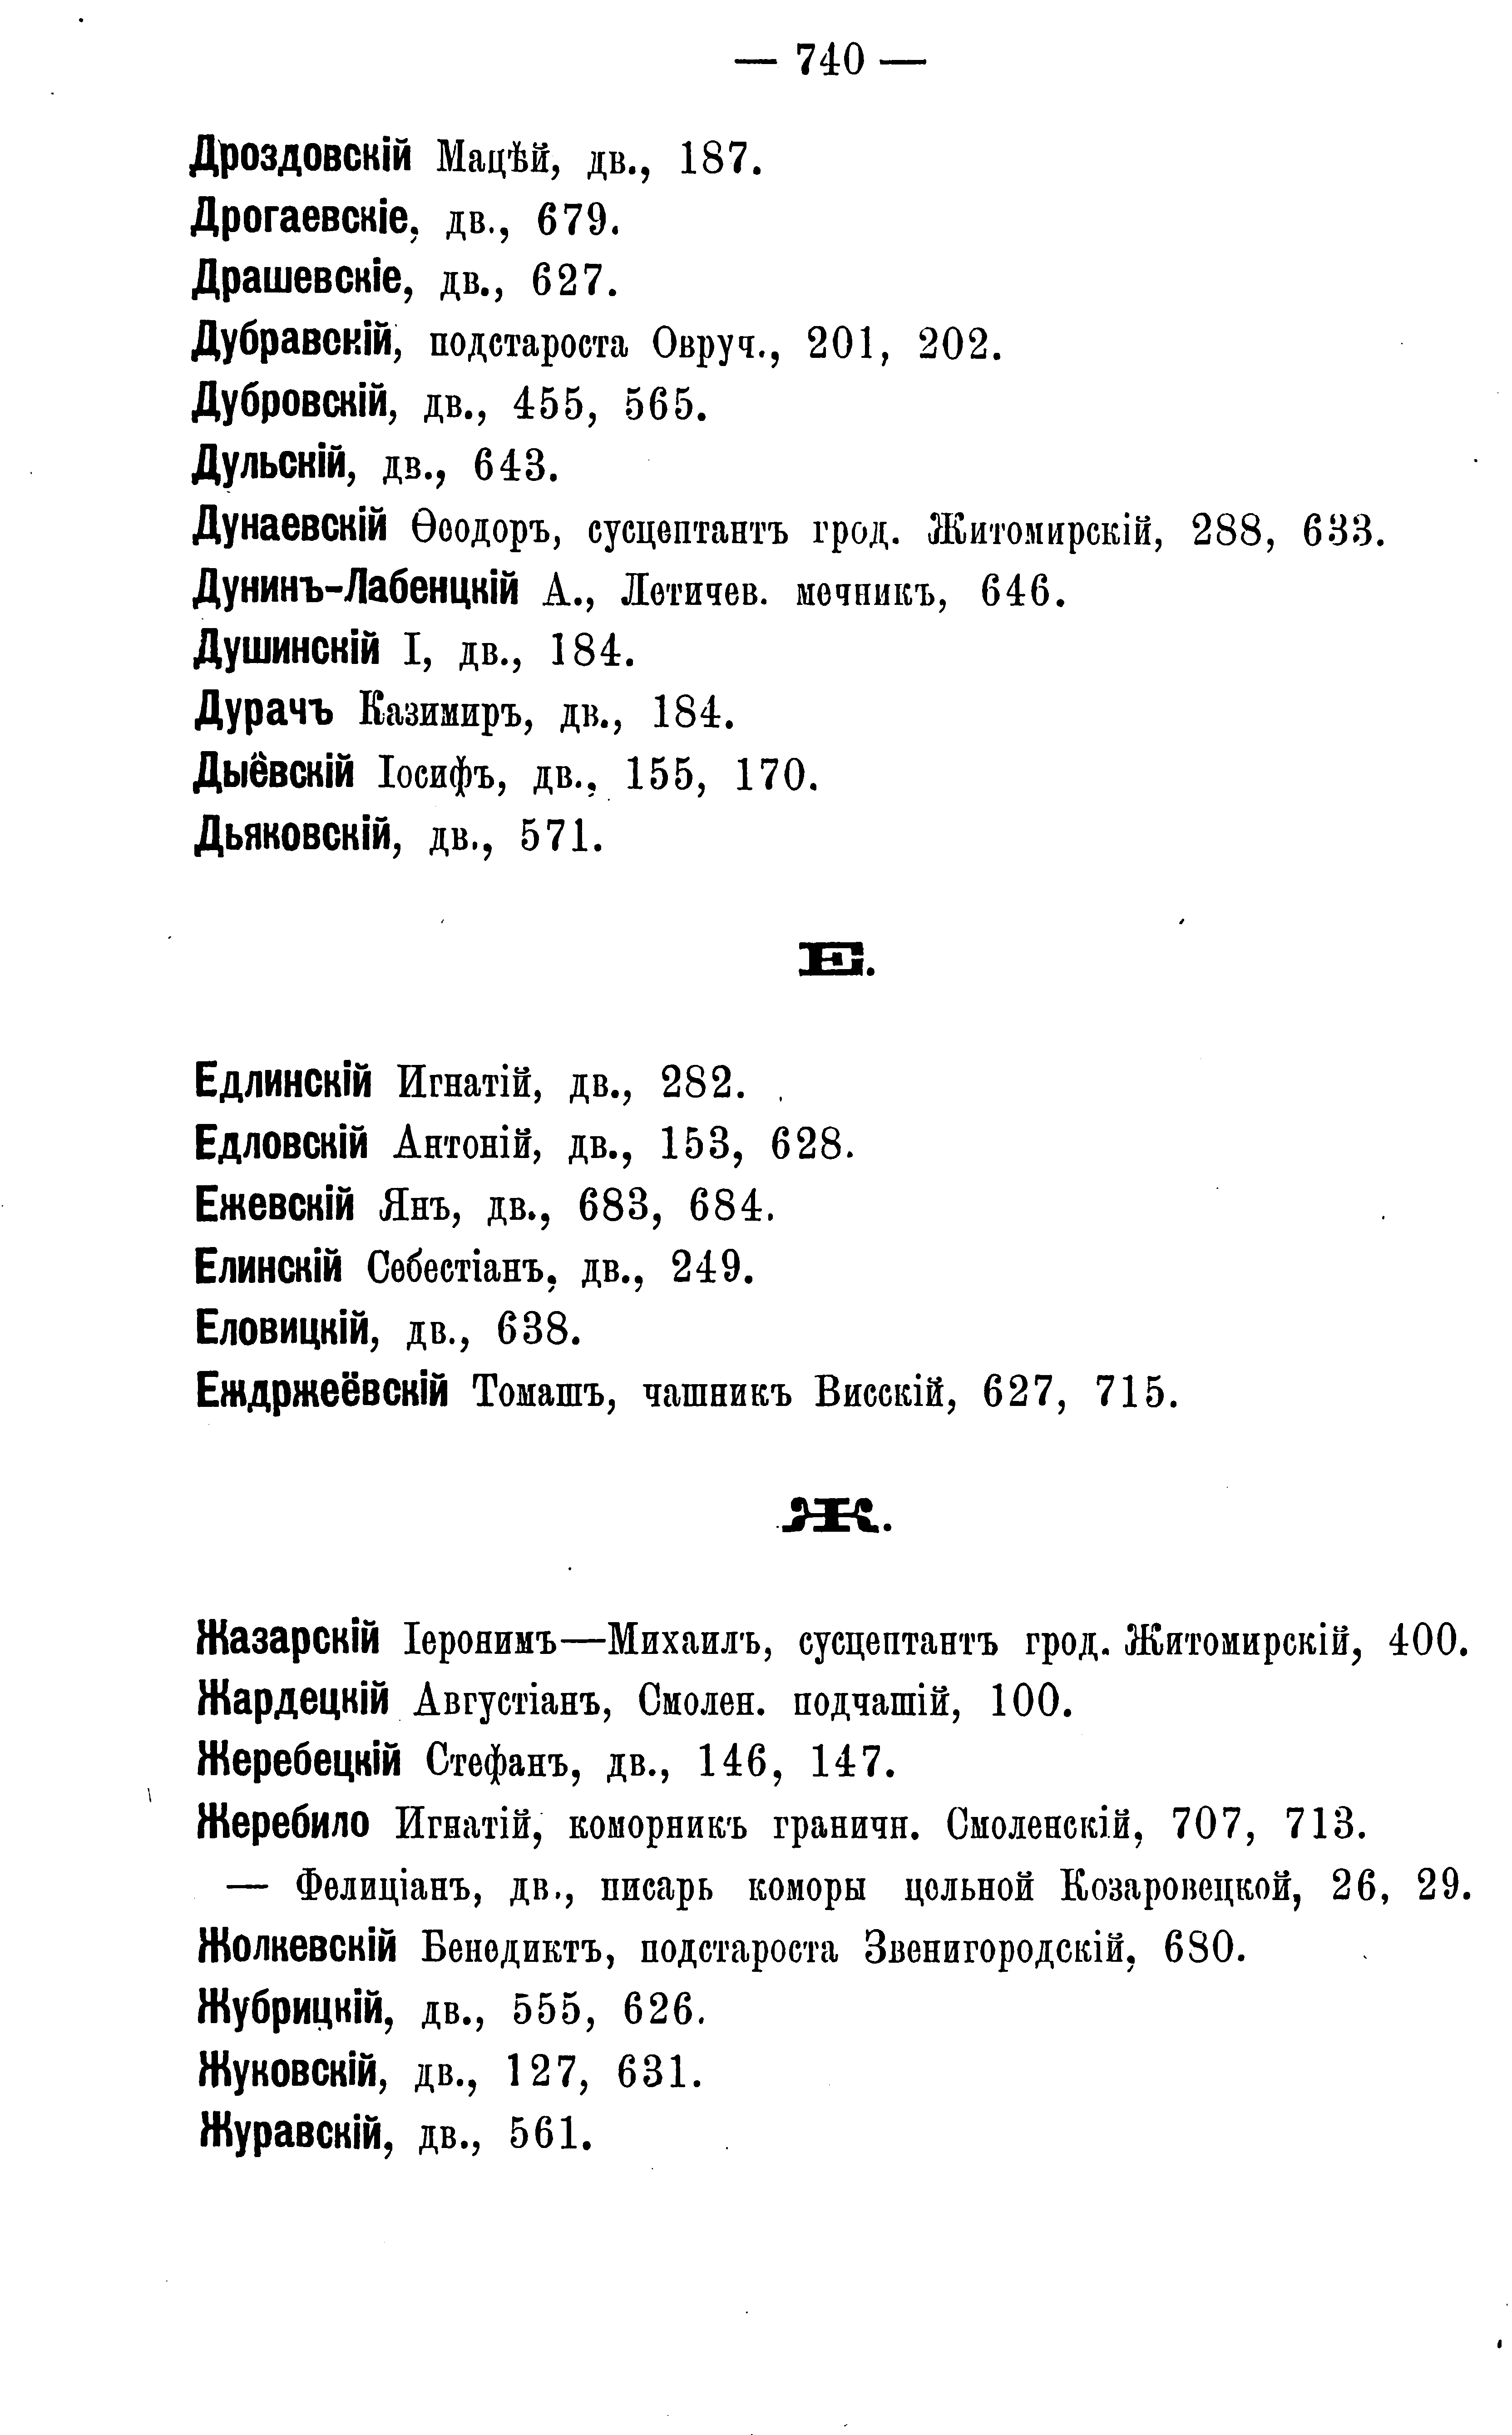 — 740 —
Дроздовскій Мацѣй, дв., 187.
Дрогаевскіе, дв., 679.
Драшевскіе, дв., 627.
Дубравскій, подстароста Овруч., 201, 202.
Дубровскій, дв., 455, 565.
Дульскій, дв., 643.
Дунаевскій Ѳеодоръ, сусцептантъ грод. Житомирскій, 288, 633.
Дунинъ-Лабенцкій А., Летичев. мечникъ, 646.
Душинскій І, дв., 184.
Дурачъ Казимиръ, дв., 184.
Дыёвскій Іосифъ, дв., 155, 170.
Дьяковскій, дв., 571.
Е.
Едлинскій Игнатій, дв., 282.
Едловскій Антоній, дв., 153, 628.
Ежевскій Янъ, дв., 683, 684.
Елинскій Себестіанъ, дв., 249.
Еловицкій, дв., 638.
Еждржеёвскій Томашъ, чашникъ Висскій, 627, 715.
Ж.
Жазарскій Іеронимъ—Михаилъ, сусцептантъ грод. Житомирскій, 400.
Жардецкій Августіанъ, Смолен. подчашій, 100.
Жеребецкій Стефанъ, дв., 146, 147.
Жеребило Игнатій, коморникъ граничн. Смоленскій, 707, 713.
— Фелиціанъ, дв., писарь коморы цельной Козаровецкой, 26, 29.
Жолкевскій Бенедиктъ, подстароста Звенигородскій, 680.
Жубрицкій, дв., 555, 626.
Жуковскій, дв., 127, 631.
Журавскій, дв., 561.